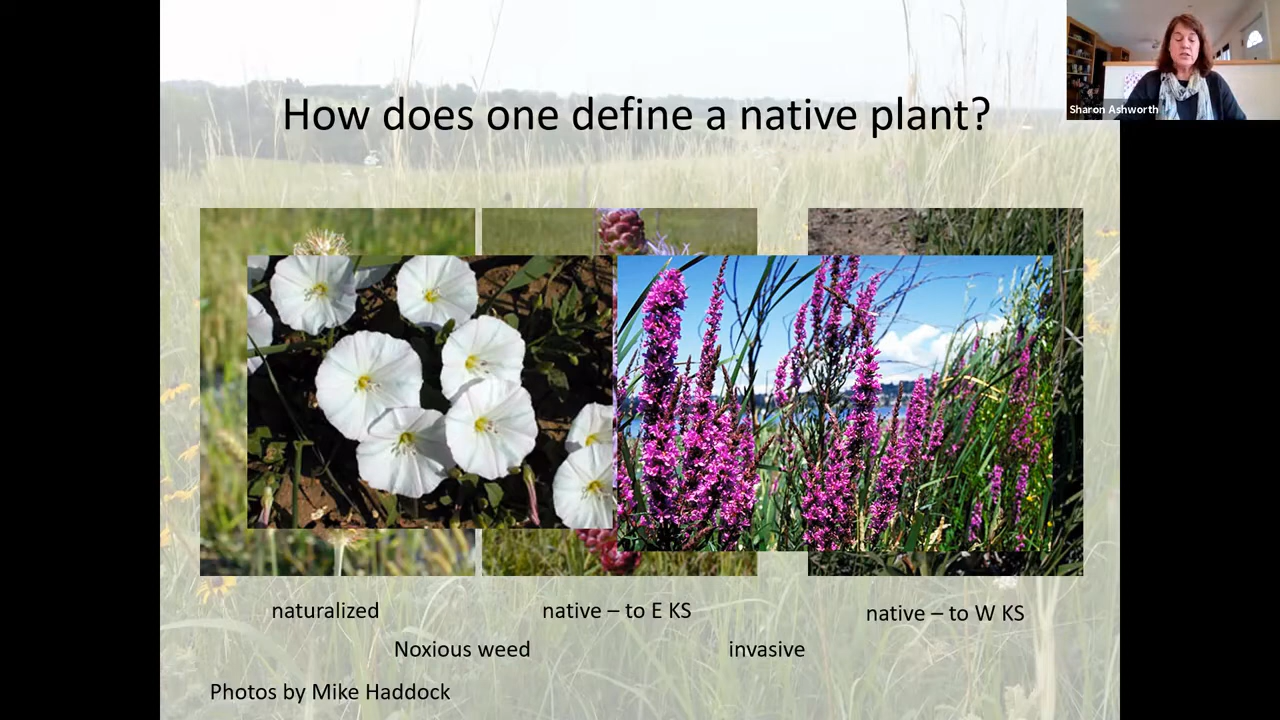 Sharon Ashworth
How does one define a native plant?
naturalized
native – to E KS
native – to W KS
Noxious weed
invasive
Photos by Mike Haddock